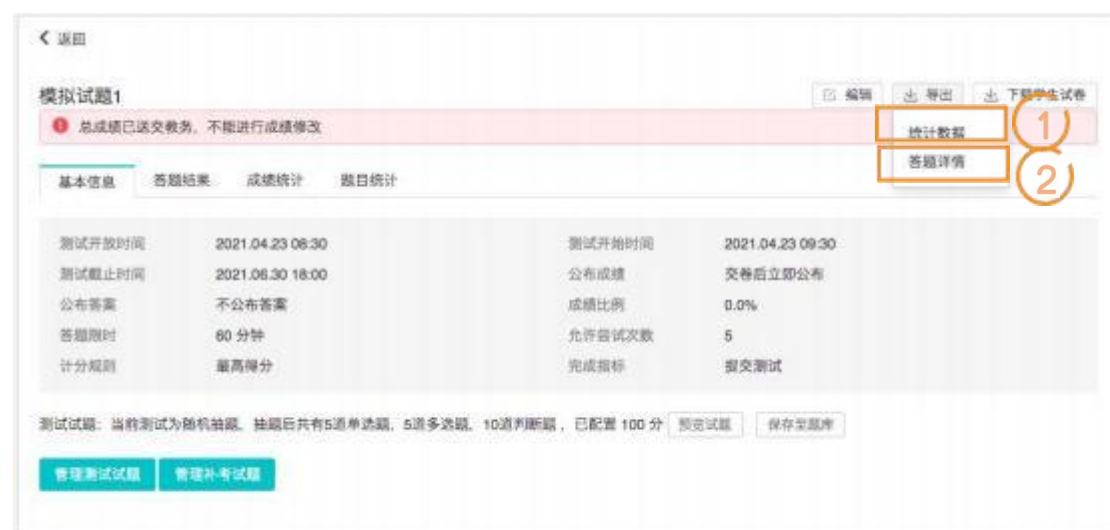 返回
模拟试题1
编辑 导出 下载学生试卷
总成绩已送交教务，不能进行成绩修改
统计数据 1
答题详情 2
基本信息 答题结果 成绩统计 题目统计
测试开放时间 2021.04.23 08:30 测试开始时间 2021.04.23 09:30
测试截止时间 2021.06.30 18:00 公布成绩 交卷后立即公布
公布答案 不公布答案 成绩比例 0.0%
答题限时 60 分钟 允许尝试次数 5
计分规则 最高得分 完成指标 提交测试
测试试题：当前测试为随机抽题，抽题后共有5道单选题，5道多选题，10道判断题，已配置 100 分 预览试题 保存至题库
管理测试试题 管理补考试题